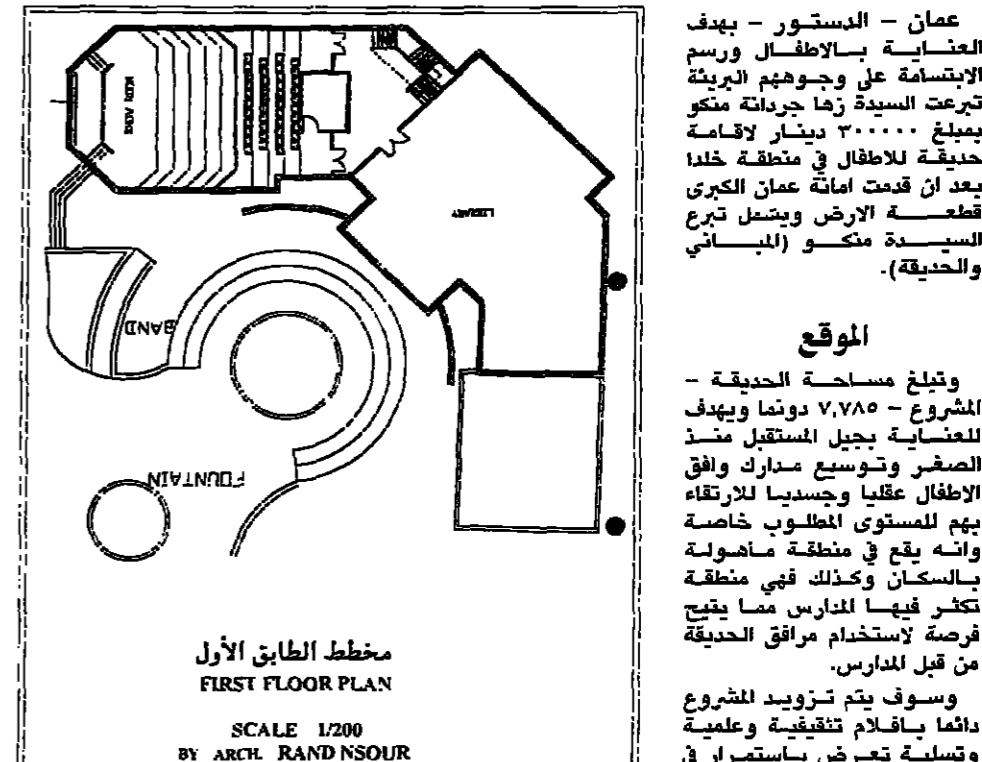 عمان – الدستور – بهدف
العناية بالاطفال ورسم
الابتسامة على وجوههم البريئة
تبرعت السيدة زها جردانة منكو
بمبلغ ٣٠٠٠٠٠ دينار لاقامة
حديقة للاطفال في منطقة خلدا
بعد ان قدمت امانة عمان الكبرى
قطعة الارض ويشمل تبرع
السيدة منكو (المباني
والحديقة).
الموقع
وتبلغ مساحة الحديقة –
المشروع – ٧,٧٨٥ دونما ويهدف
للعناية بجيل المستقبل منذ
الصغر وتوسيع مدارك وافق
الاطفال عقليا وجسديا للارتقاء
بهم للمستوى المطلوب خاصة
وانه يقع في منطقة مأهولة
بالسكان وكذلك فهي منطقة
تكثر فيها المدارس مما يتيح
فرصة لاستخدام مرافق الحديقة
من قبل المدارس.
وسوف يتم تزويد المشروع
دائما بافلام تثقيفية وعلمية
وتسلية تعرض باستمرار في
LIBRARY
BAND
FOUNTAIN
مخطط الطابق الأول
FIRST FLOOR PLAN
SCALE 1/200
BY ARCH. RAND NSOUR